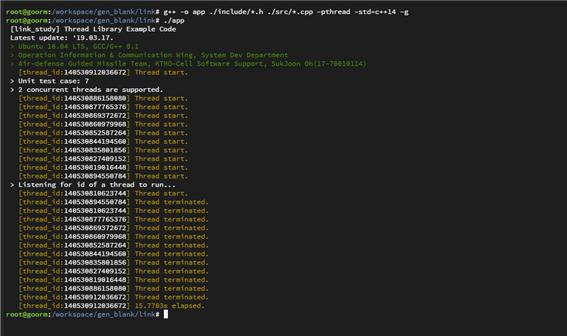 root@goorm:/workspace/gen_blank/link# g++ -o app ./include/*.h ./src/*.cpp -pthread -std=c++14 -g
root@goorm:/workspace/gen_blank/link# ./app
[link_study] Thread Library Example Code
Latest update: '19.03.17.
> Ubuntu 18.04 LTS, GCC/G++ 8.1
> Operation Information & Communication Wing, System Dev Department
> Air-defense Guided Missile Team, KTMO-Cell Software Support, SukJoon Oh(17-70010114)
[thread_id:140530912036672] Thread start.
> Unit test case: 7
> 2 concurrent threads are supported.
[thread_id:140530886158080] Thread start.
[thread_id:140530877765376] Thread start.
[thread_id:140530869372672] Thread start.
[thread_id:140530860979968] Thread start.
[thread_id:140530852587264] Thread start.
[thread_id:140530844194560] Thread start.
[thread_id:140530835801856] Thread start.
[thread_id:140530827409152] Thread start.
[thread_id:140530819016448] Thread start.
[thread_id:140530894550784] Thread start.
> Listening for id of a thread to run...
[thread_id:140530810623744] Thread start.
[thread_id:140530894550784] Thread terminated.
[thread_id:140530810623744] Thread terminated.
[thread_id:140530877765376] Thread terminated.
[thread_id:140530869372672] Thread terminated.
[thread_id:140530860979968] Thread terminated.
[thread_id:140530852587264] Thread terminated.
[thread_id:140530844194560] Thread terminated.
[thread_id:140530835801856] Thread terminated.
[thread_id:140530827409152] Thread terminated.
[thread_id:140530819016448] Thread terminated.
[thread_id:140530886158080] Thread terminated.
[thread_id:140530912036672] Thread terminated.
[thread_id:140530912036672] 15.7703s elapsed.
root@goorm:/workspace/gen_blank/link#